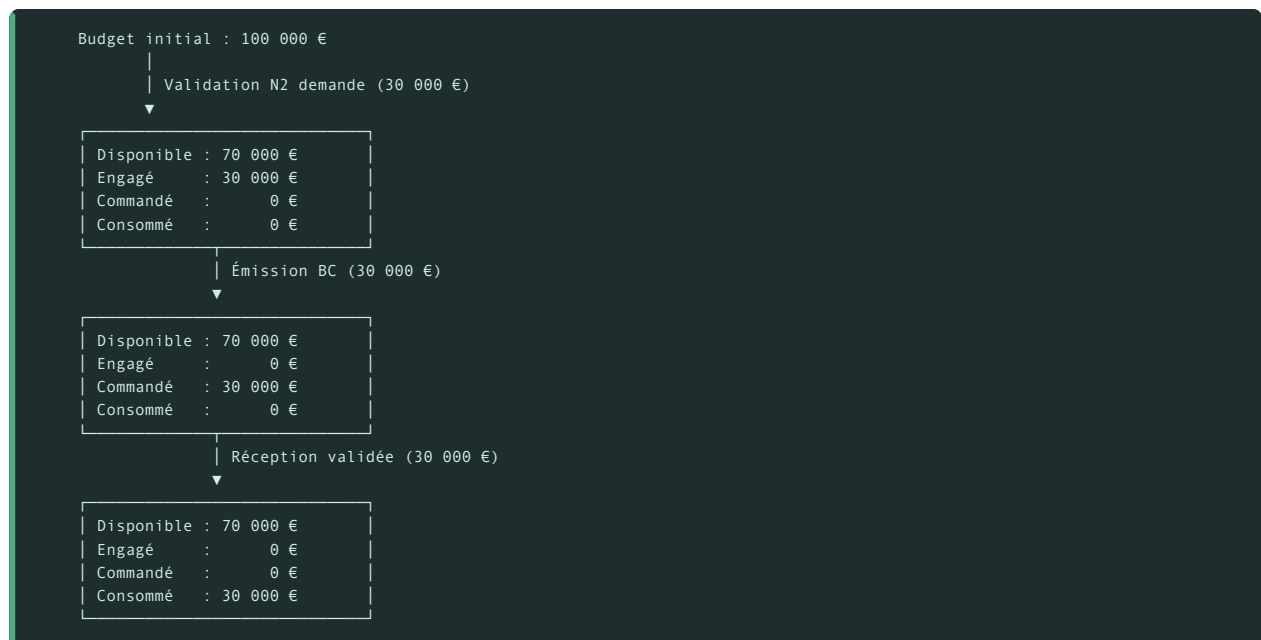 Budget initial : 100 000 €
Validation N2 demande (30 000 €)
Disponible : 70 000 €
Engagé : 30 000 €
Commandé : 0 €
Consommé : 0 €
Émission BC (30 000 €)
Disponible : 70 000 €
Engagé : 0 €
Commandé : 30 000 €
Consommé : 0 €
Réception validée (30 000 €)
Disponible : 70 000 €
Engagé : 0 €
Commandé : 0 €
Consommé : 30 000 €